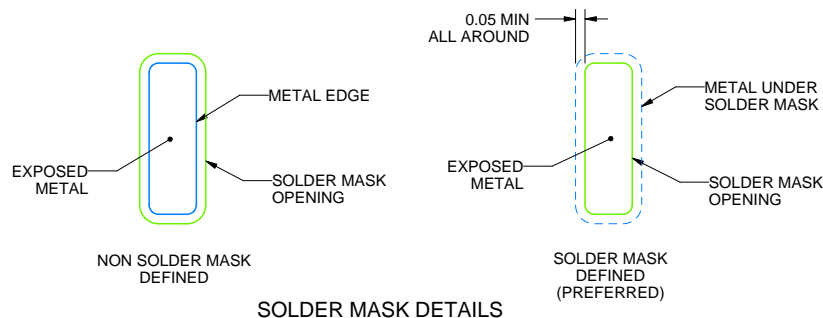 0.05 MIN
ALL AROUND
METAL EDGE
METAL UNDER
SOLDER MASK
EXPOSED
METAL
SOLDER MASK
OPENING
EXPOSED
METAL
SOLDER MASK
OPENING
NON SOLDER MASK
DEFINED
SOLDER MASK
DEFINED
(PREFERRED)
SOLDER MASK DETAILS